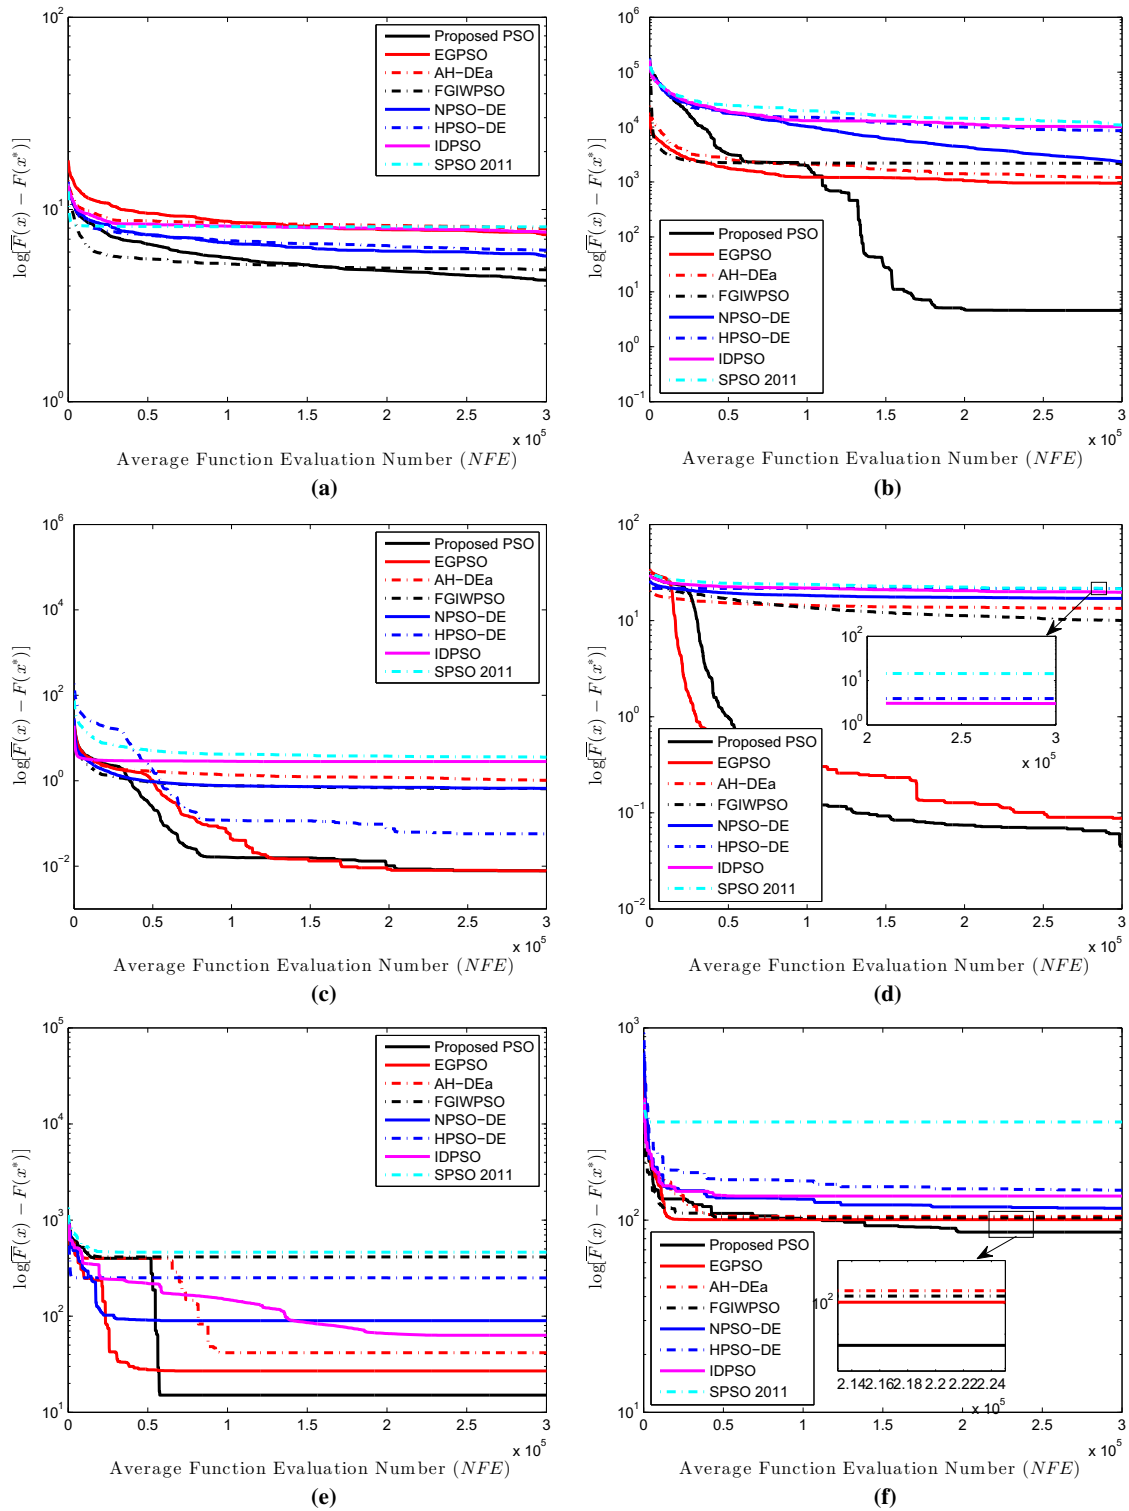 10^2
10^1
10^0
log[F̅(x) − F(x*)]
0 0.5 1 1.5 2 2.5 3
x 10^5
Average Function Evaluation Number (NFE)
Proposed PSO
EGPSO
AH−DEa
FGIWPSO
NPSO−DE
HPSO−DE
IDPSO
SPSO 2011
(a)
10^6
10^5
10^4
10^3
10^2
10^1
10^0
10^−1
log[F̅(x) − F(x*)]
Proposed PSO
EGPSO
AH−DEa
FGIWPSO
NPSO−DE
HPSO−DE
IDPSO
SPSO 2011
0 0.5 1 1.5 2 2.5 3
x 10^5
Average Function Evaluation Number (NFE)
(b)
10^6
10^4
10^2
10^0
10^−2
log[F̅(x) − F(x*)]
Proposed PSO
EGPSO
AH−DEa
FGIWPSO
NPSO−DE
HPSO−DE
IDPSO
SPSO 2011
0 0.5 1 1.5 2 2.5 3
x 10^5
Average Function Evaluation Number (NFE)
(c)
10^2
10^1
10^0
10^−1
10^−2
log[F̅(x) − F(x*)]
10^2
10^1
10^0
2 2.5 3
x 10^5
Proposed PSO
EGPSO
AH−DEa
FGIWPSO
NPSO−DE
HPSO−DE
IDPSO
SPSO 2011
0 0.5 1 1.5 2 2.5 3
x 10^5
Average Function Evaluation Number (NFE)
(d)
10^5
10^4
10^3
10^2
10^1
log[F̅(x) − F(x*)]
Proposed PSO
EGPSO
AH−DEa
FGIWPSO
NPSO−DE
HPSO−DE
IDPSO
SPSO 2011
0 0.5 1 1.5 2 2.5 3
x 10^5
Average Function Evaluation Number (NFE)
(e)
10^3
10^2
10^1
log[F̅(x) − F(x*)]
Proposed PSO
EGPSO
AH−DEa
FGIWPSO
NPSO−DE
HPSO−DE
IDPSO
SPSO 2011
10^2
2.14 2.16 2.18 2.2 2.22 2.24
x 10^5
0 0.5 1 1.5 2 2.5 3
x 10^5
Average Function Evaluation Number (NFE)
(f)